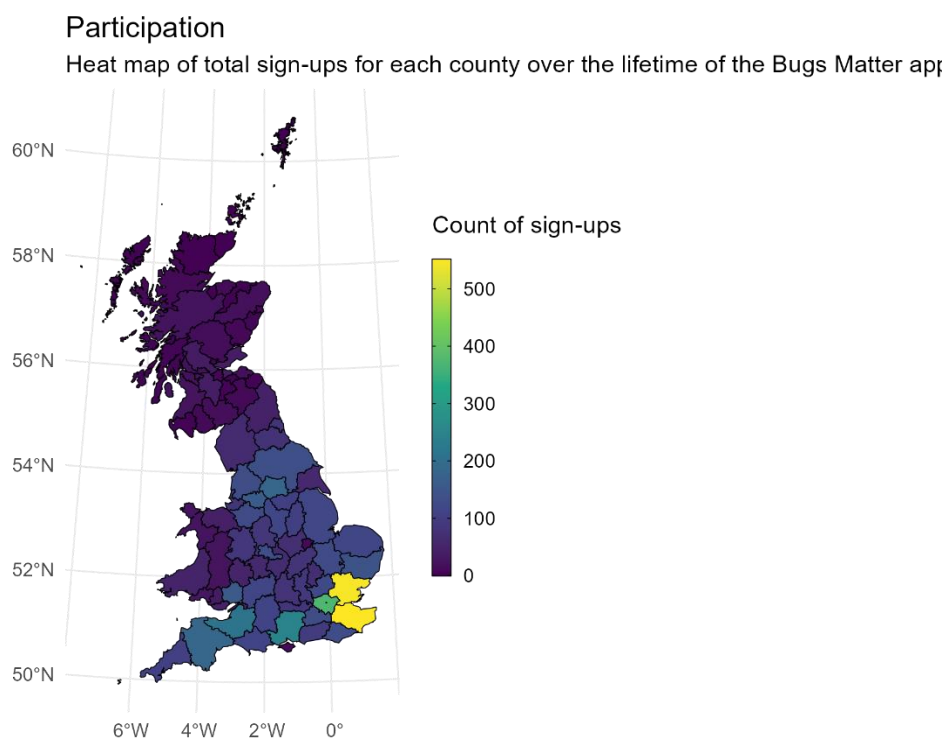 Participation
Heat map of total sign-ups for each county over the lifetime of the Bugs Matter app
60°N
58°N
56°N
54°N
52°N
50°N
6°W 4°W 2°W 0°
Count of sign-ups
500
400
300
200
100
0